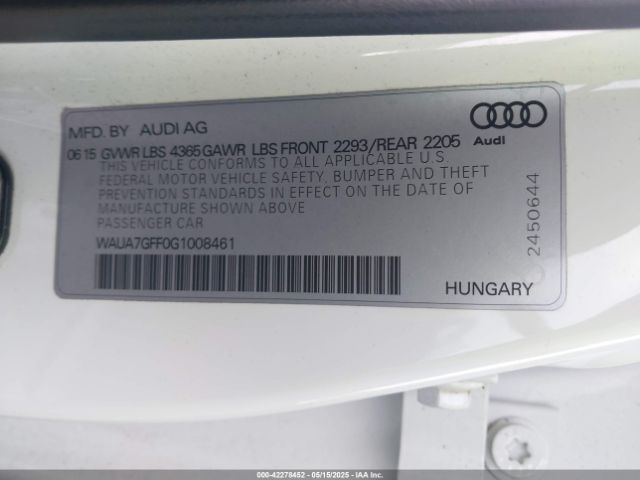 MFD. BY AUDI AG
06 15 GVWR LBS 4365 GAWR LBS FRONT 2293/REAR 2205
Audi
THIS VEHICLE CONFORMS TO ALL APPLICABLE U.S.
FEDERAL MOTOR VEHICLE SAFETY, BUMPER AND THEFT
PREVENTION STANDARDS IN EFFECT ON THE DATE OF
MANUFACTURE SHOWN ABOVE
PASSENGER CAR
WAUA7GFF0G1008461
HUNGARY
2450644
000-42278452 | 05/15/2025 | IAA Inc.